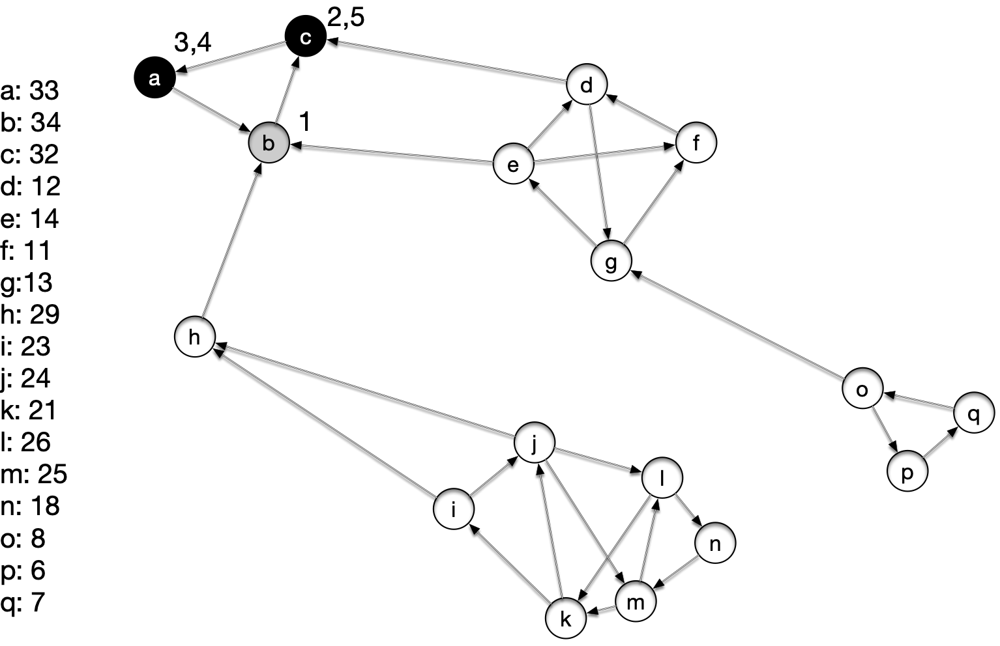 a: 33
b: 34
c: 32
d: 12
e: 14
f: 11
g:13
h: 29
i: 23
j: 24
k: 21
l: 26
m: 25
n: 18
o: 8
p: 6
q: 7
c
2,5
3,4
a
b
1
d
e
f
g
h
i
j
l
n
k
m
o
q
p